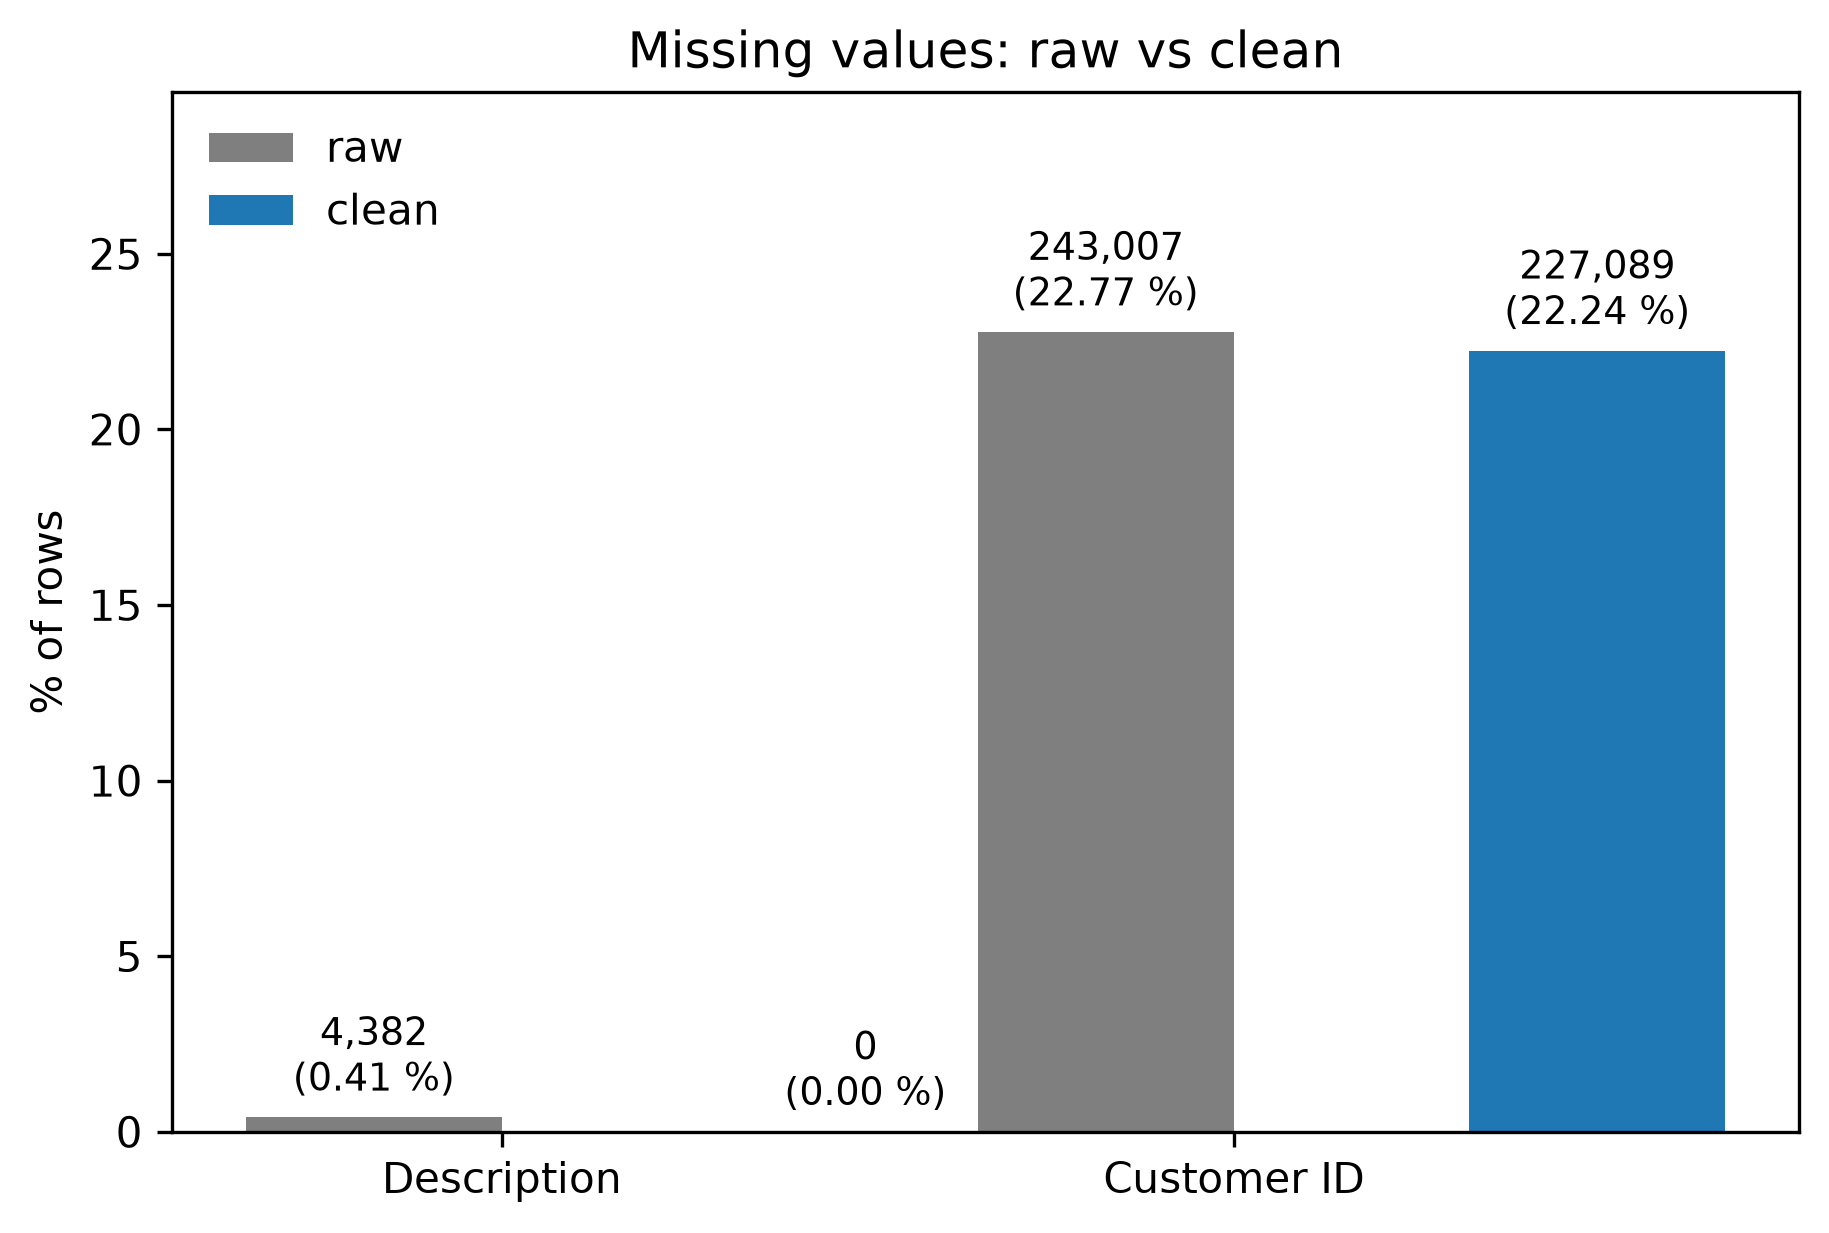 Missing values: raw vs clean
raw
clean
% of rows
25
20
15
10
5
0
4,382
(0.41 %)
0
(0.00 %)
243,007
(22.77 %)
227,089
(22.24 %)
Description
Customer ID